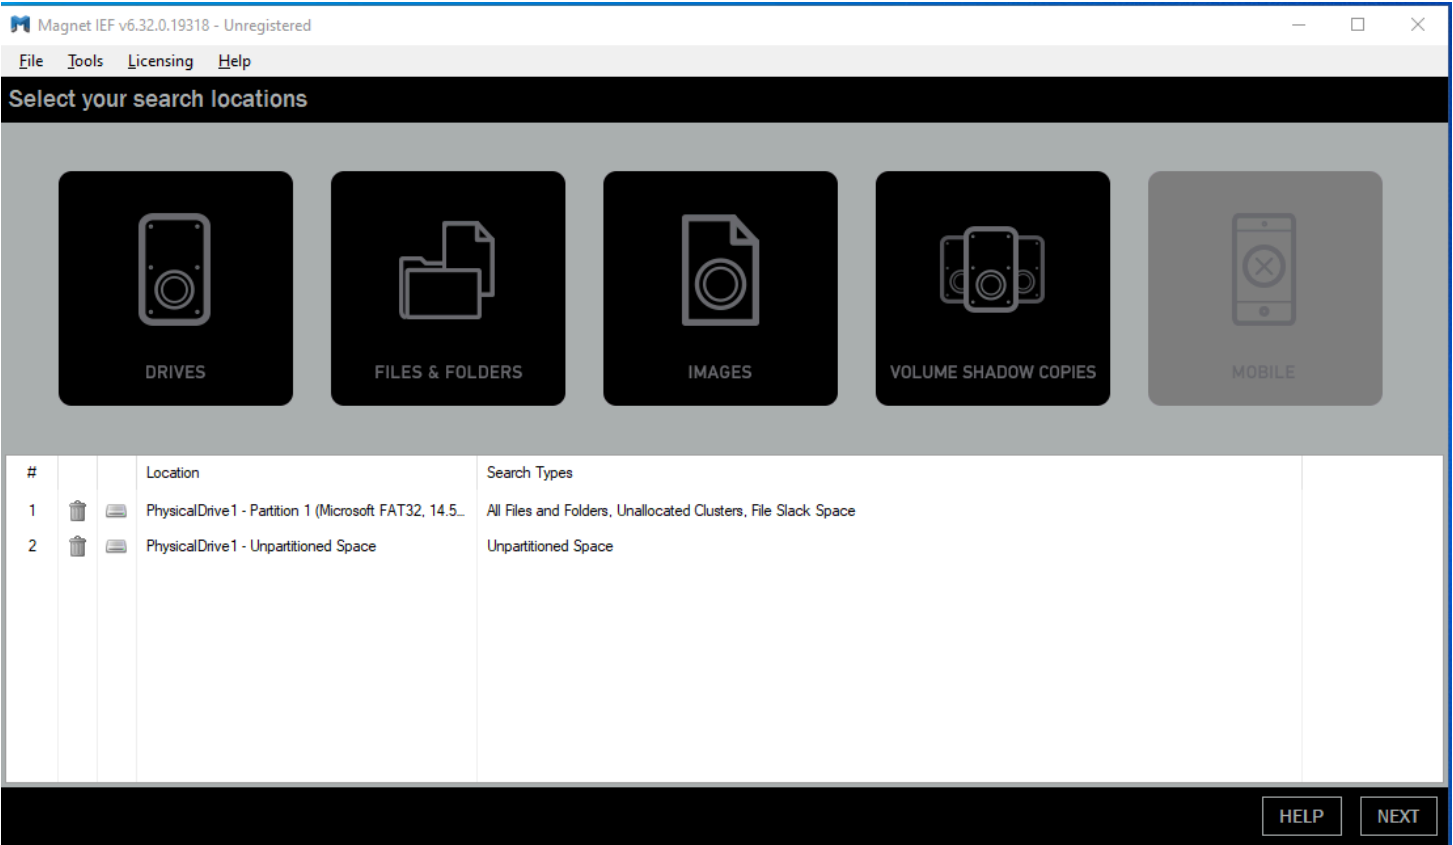 Magnet IEF v6.32.0.19318 - Unregistered
File Tools Licensing Help
Select your search locations
DRIVES FILES & FOLDERS IMAGES VOLUME SHADOW COPIES MOBILE
# Location Search Types
1 PhysicalDrive1 - Partition 1 (Microsoft FAT32, 14.5... All Files and Folders, Unallocated Clusters, File Slack Space
2 PhysicalDrive1 - Unpartitioned Space Unpartitioned Space
HELP NEXT